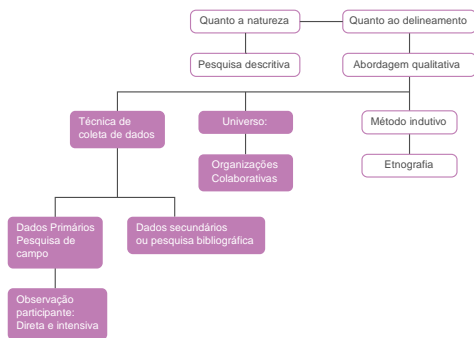 Quanto a natureza
Quanto ao delineamento
Pesquisa descritiva
Abordagem qualitativa
Técnica de
coleta de dados
Universo:
Método indutivo
Organizações
Colaborativas
Etnografia
Dados Primários
Pesquisa de
campo
Dados secundários
ou pesquisa bibliográfica
Observação
participante:
Direta e intensiva